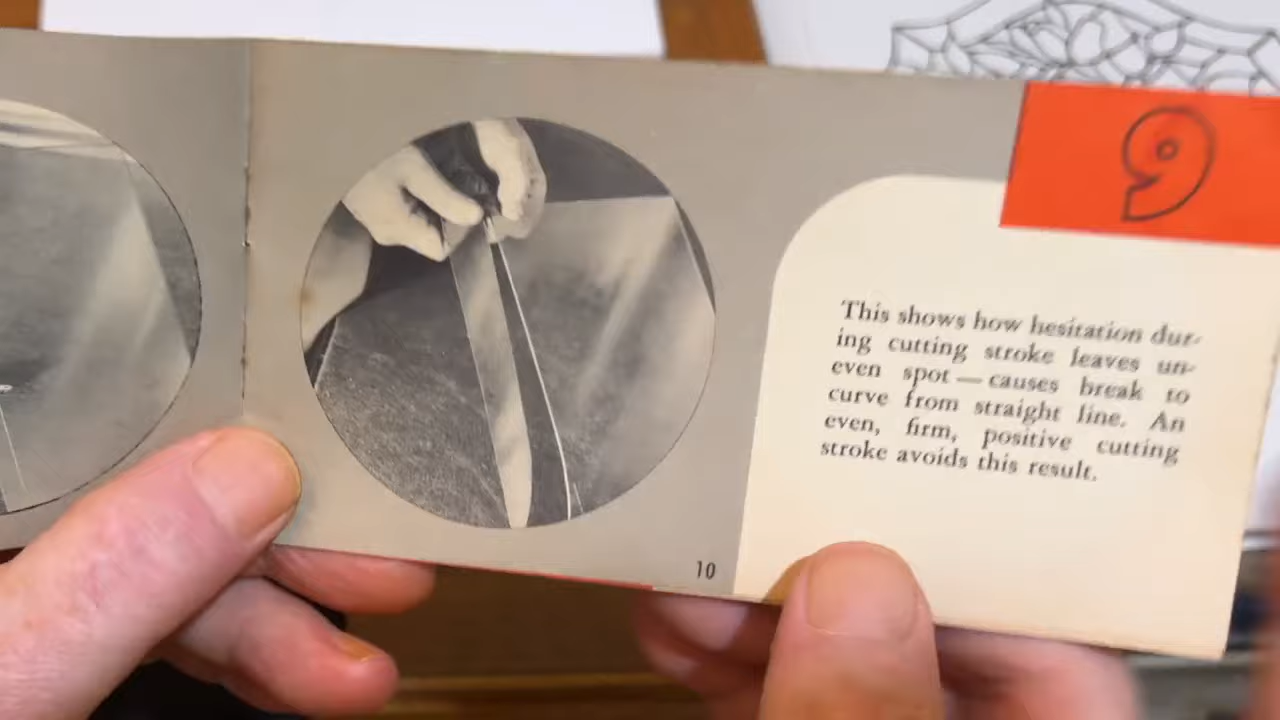 9
This shows how hesitation dur-
ing cutting stroke leaves un-
even spot — causes break to
curve from straight line. An
even, firm, positive cutting
stroke avoids this result.
10